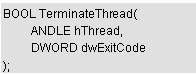 BOOL TerminateThread(
ANDLE hThread,
DWORD dwExitCode
);